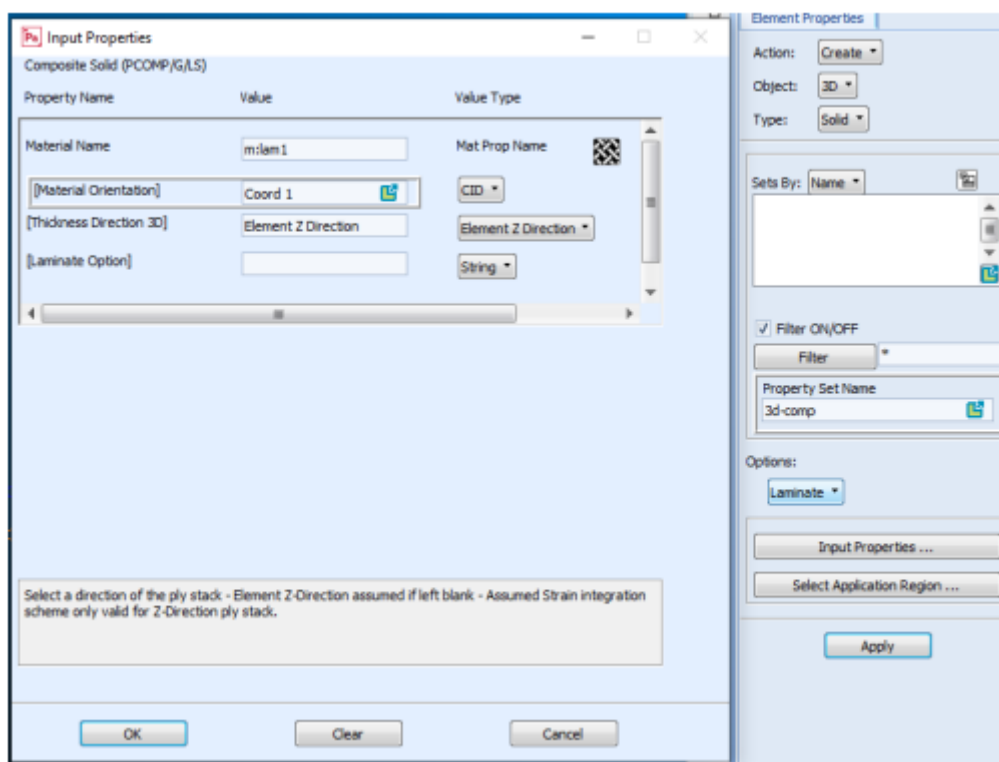 Input Properties
Composite Solid (PCOMP/G/LS)
Property Name Value Value Type
Material Name m:lam1 Mat Prop Name
[Material Orientation] Coord 1 CID
[Thickness Direction 3D] Element Z Direction Element Z Direction
[Laminate Option] String
Select a direction of the ply stack - Element Z-Direction assumed if left blank - Assumed Strain integration
scheme only valid for Z-Direction ply stack.
OK Clear Cancel
Element Properties
Action: Create
Object: 3D
Type: Solid
Sets By: Name
Filter ON/OFF
Filter *
Property Set Name
3d-comp
Options:
Laminate
Input Properties ...
Select Application Region ...
Apply